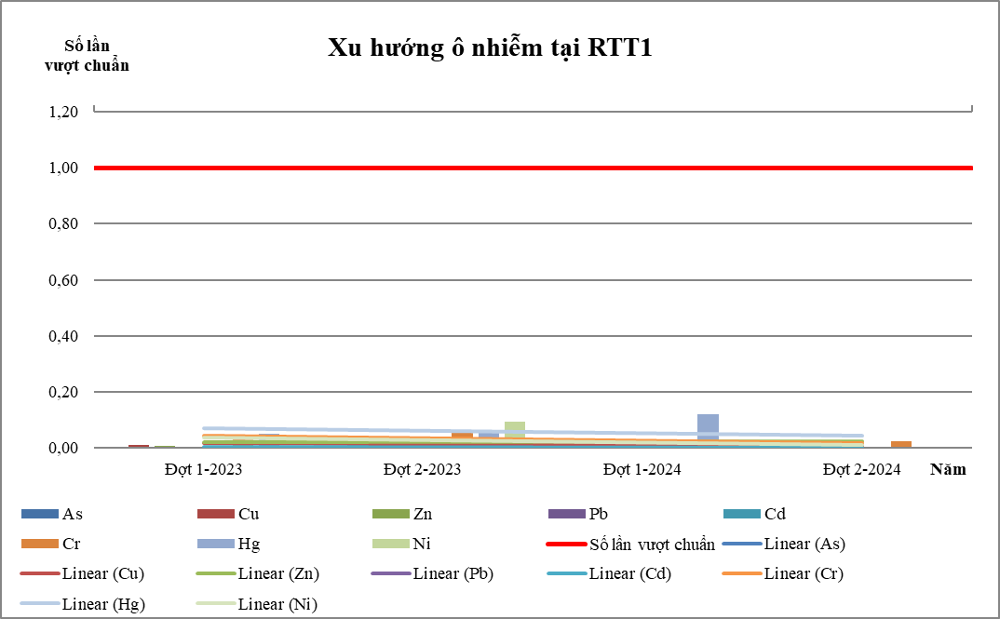 Số lần
vượt chuẩn
Xu hướng ô nhiễm tại RTT1
1,20
1,00
0,80
0,60
0,40
0,20
0,00
Đợt 1-2023 Đợt 2-2023 Đợt 1-2024 Đợt 2-2024 Năm
As Cu Zn Pb Cd
Cr Hg Ni Số lần vượt chuẩn Linear (As)
Linear (Cu) Linear (Zn) Linear (Pb) Linear (Cd) Linear (Cr)
Linear (Hg) Linear (Ni)